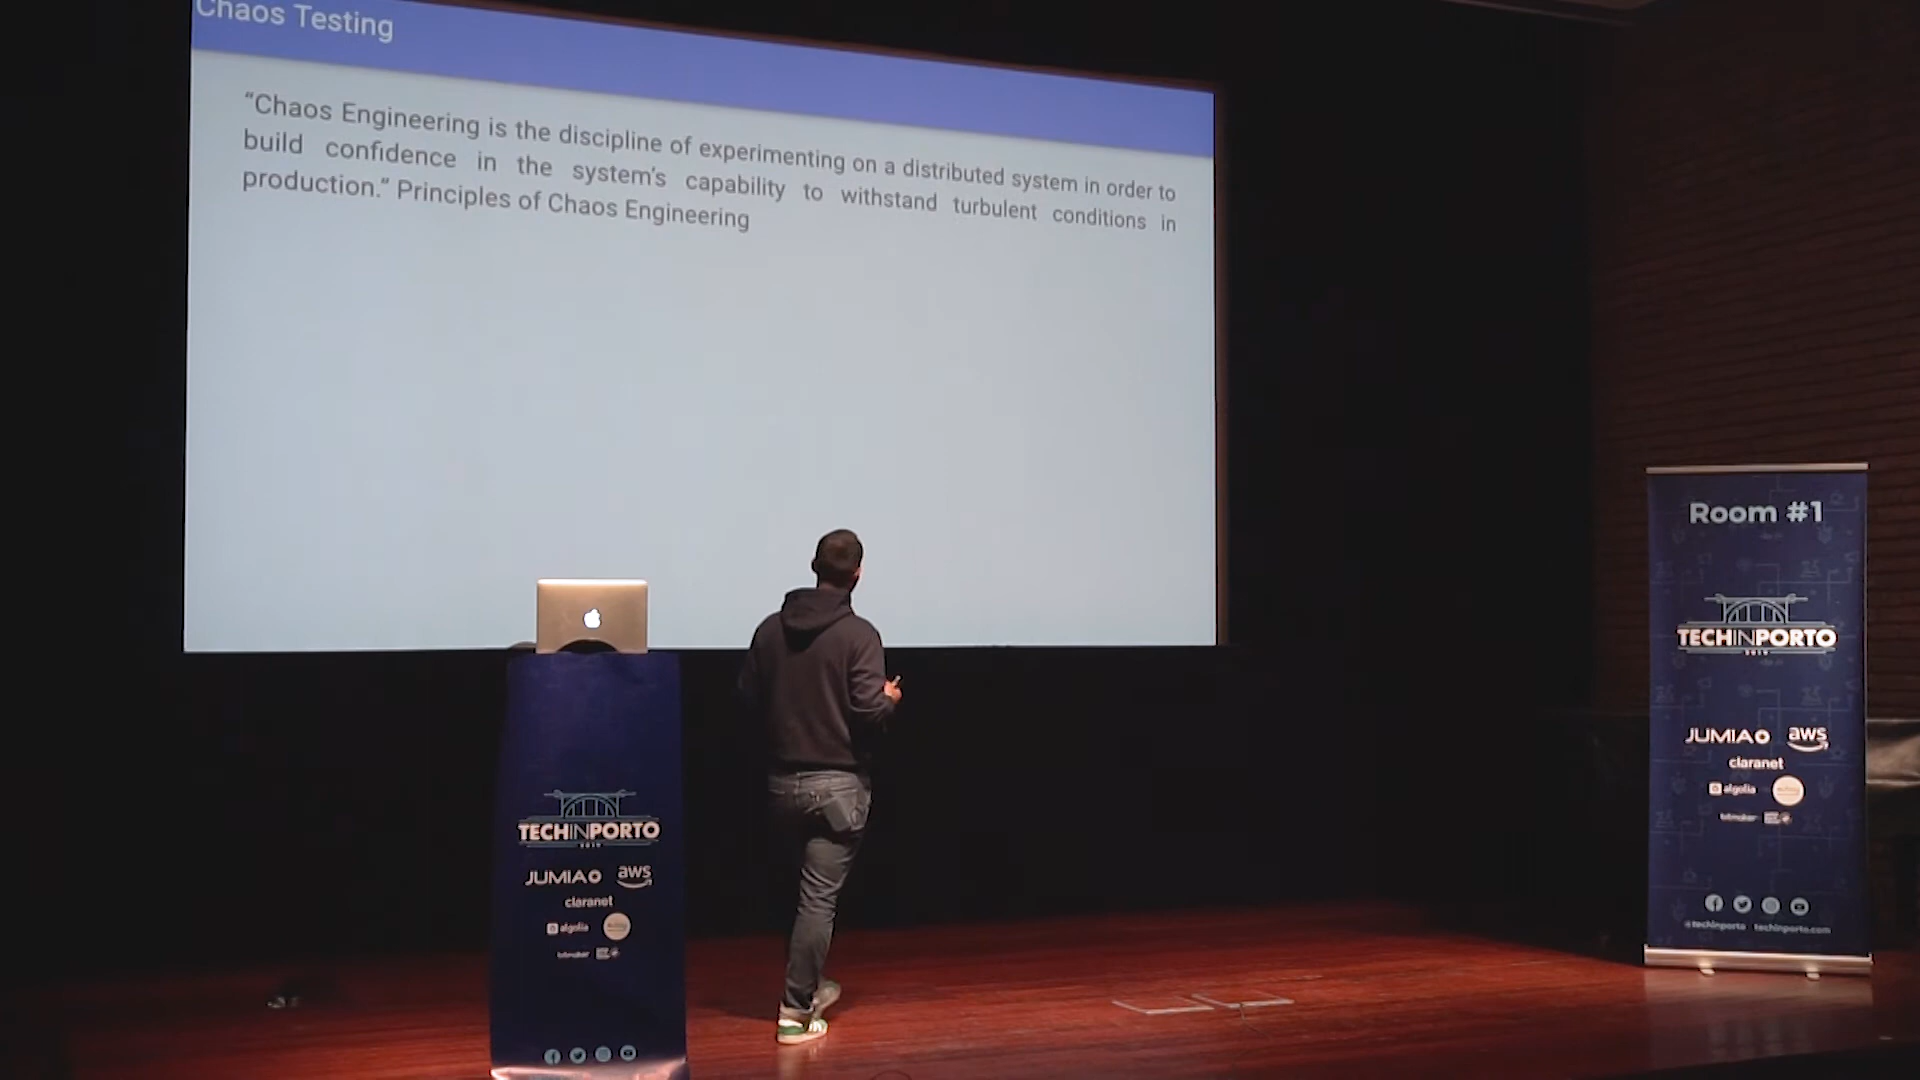 Chaos Testing
“Chaos Engineering is the discipline of experimenting on a distributed system in order to
build confidence in the system’s capability to withstand turbulent conditions in
production.” Principles of Chaos Engineering
TECHINPORTO
JUMIA aws
claranet
algolia
Room #1
TECHINPORTO
JUMIA aws
claranet
algolia
@techinporto techinporto.com